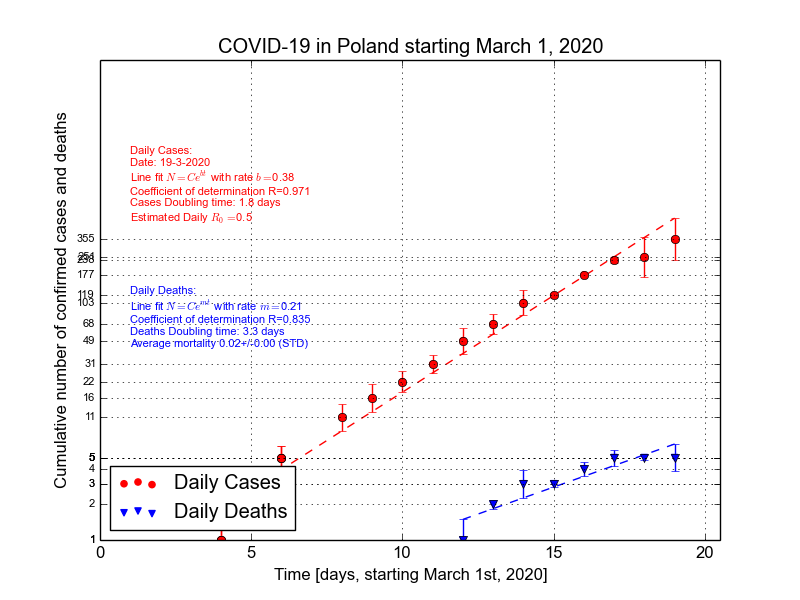 COVID-19 in Poland starting March 1, 2020
Cumulative number of confirmed cases and deaths
Daily Cases:
Date: 19-3-2020
Line fit N=Ce^{bt} with rate b=0.38
Coefficient of determination R=0.971
Cases Doubling time: 1.8 days
Estimated Daily R_0=0.5
Daily Deaths:
Line fit N=Ce^{mt} with rate m=0.21
Coefficient of determination R=0.835
Deaths Doubling time: 3.3 days
Average mortality 0.02+/-0.00 (STD)
355
177
119
103
68
49
31
22
16
11
5
4
3
2
1
Daily Cases
Daily Deaths
0 5 10 15 20
Time [days, starting March 1st, 2020]